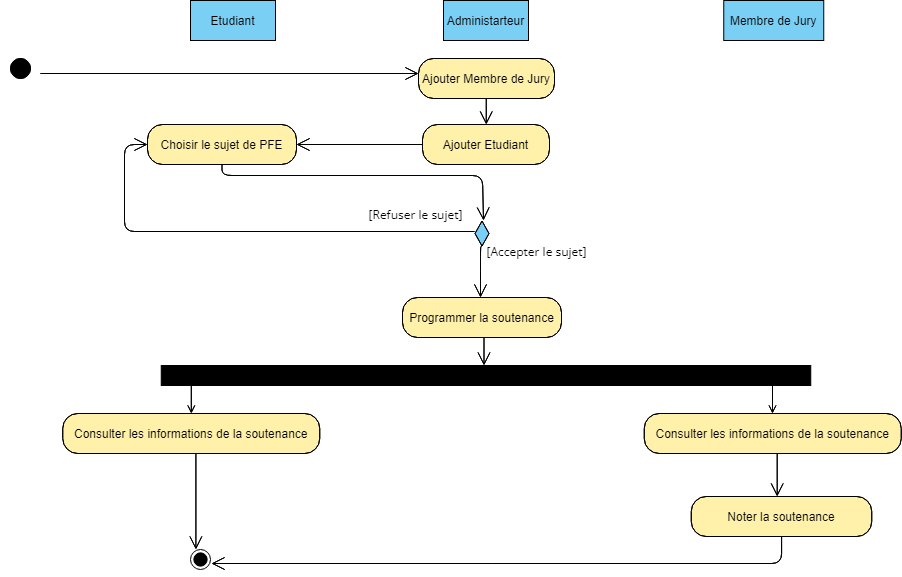 Etudiant
Administarteur
Membre de Jury
Ajouter Membre de Jury
Choisir le sujet de PFE
Ajouter Etudiant
[Refuser le sujet]
[Accepter le sujet]
Programmer la soutenance
Consulter les informations de la soutenance
Consulter les informations de la soutenance
Noter la soutenance